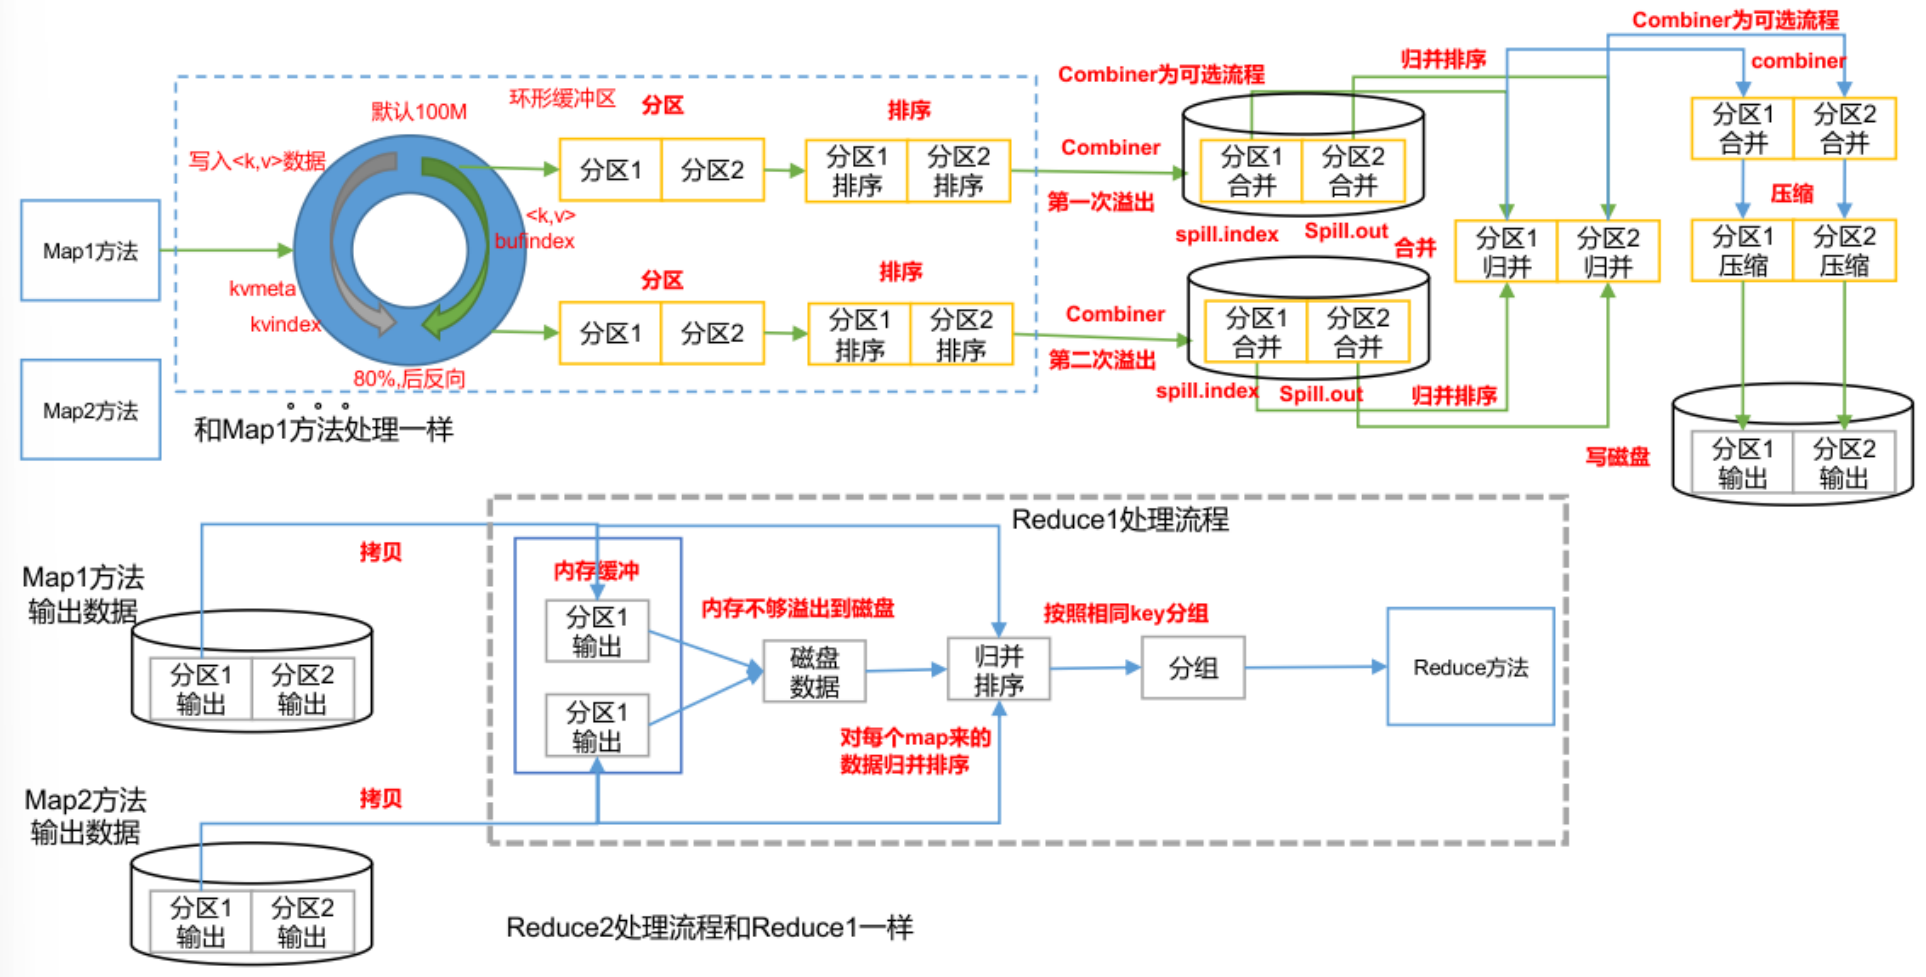 Combiner为可选流程
归并排序
combiner
Combiner为可选流程
默认100M
环形缓冲区
分区
排序
写入<k,v>数据
Combiner
分区1
分区2
分区1
排序
分区2
排序
分区1
合并
分区2
合并
分区1
合并
分区2
合并
压缩
第一次溢出
<k,v>
bufindex
spill.index
Spill.out
合并
Map1方法
分区1
归并
分区2
归并
分区1
压缩
分区2
压缩
kvmeta
kvindex
分区
排序
Combiner
分区1
分区2
分区1
排序
分区2
排序
分区1
合并
分区2
合并
第二次溢出
80%,后反向
spill.index
Spill.out
归并排序
Map2方法
。。。
和Map1方法处理一样
写磁盘
分区1
输出
分区2
输出
Reduce1处理流程
拷贝
Map1方法
输出数据
内存缓冲
分区1
输出
内存不够溢出到磁盘
按照相同key分组
分区1
输出
分区2
输出
磁盘
数据
归并
排序
分组
Reduce方法
分区1
输出
对每个map来的
数据归并排序
Map2方法
输出数据
拷贝
分区1
输出
分区2
输出
Reduce2处理流程和Reduce1一样